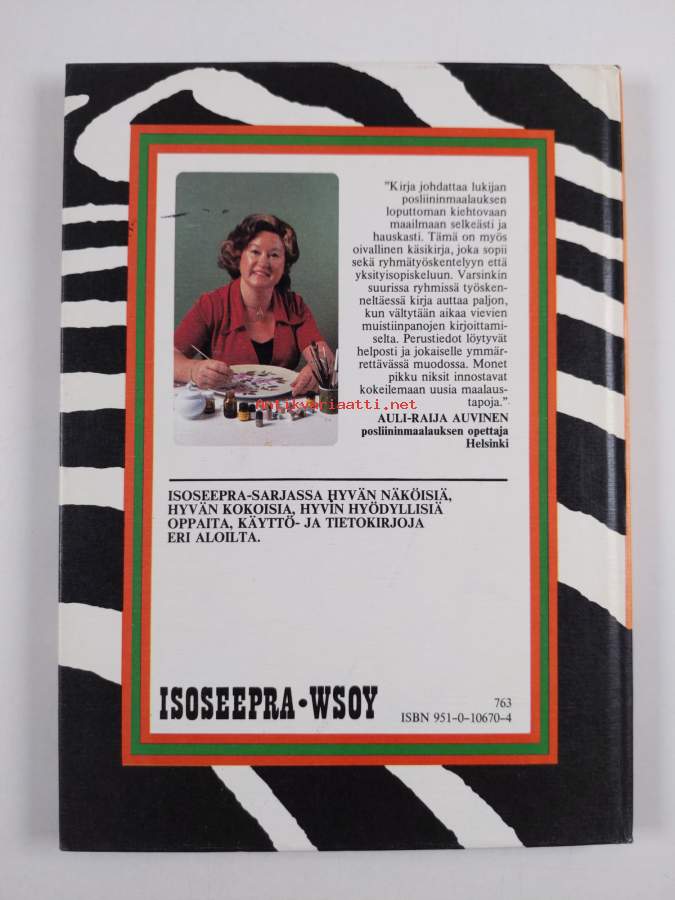 "Kirja johdattaa lukijan
posliininmaalauksen
loputtoman kiehtovaan
maailmaan selkeästi ja
hauskasti. Tämä on myös
oivallinen käsikirja, joka sopii
sekä ryhmätyöskentelyyn että
yksityisopiskeluun. Varsinkin
suurissa ryhmissä työsken-
neltäessä kirja auttaa paljon,
kun vältytään aikaa vievien
muistiinpanojen kirjoittami-
selta. Perustiedot löytyvät
helposti ja jokaiselle ymmär-
rettävässä muodossa. Monet
pikku niksit innostavat
kokeilemaan uusia maalaus-
tapoja."
AULI-RAIJA AUVINEN
posliininmaalauksen opettaja
Helsinki
Antikvariaatti.net
ISOSEEPRA-SARJASSA HYVÄN NÄKÖISIÄ,
HYVÄN KOKOISIA, HYVIN HYÖDYLLISIÄ
OPPAITA, KÄYTTÖ- JA TIETOKIRJOJA
ERI ALOILTA.
ISOSEEPRA•WSOY
763
ISBN 951-0-10670-4